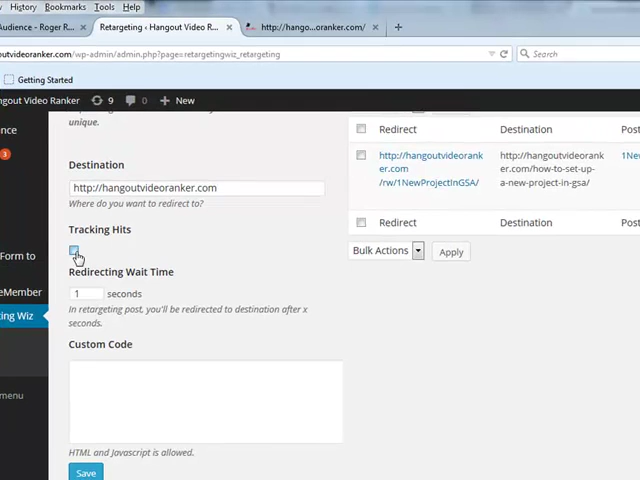 History Bookmarks Tools Help
Audience - Roger R... × Retargeting ‹ Hangout Video R... × http://hango...oranker.com/ × +
outvideoranker.com/wp-admin/admin.php?page=retargetingwiz_retargeting Search
Getting Started
angout Video Ranker 9 0 + New
unique.
Redirect Destination Post
nce
3
Destination
http://hangoutvideoranker.com
Where do you want to redirect to?
http://hangoutvideorank
er.com
/rw/1NewProjectInGSA/
http://hangoutvideorank
er.com/how-to-set-up-
a-new-project-in-gsa/
1Ne
Tracking Hits
Redirect Destination Post
Form to
Bulk Actions Apply
Redirecting Wait Time
eMember
1 seconds
ing Wiz
In retargeting post, you'll be redirected to destination after x
seconds.
Custom Code
menu
HTML and Javascript is allowed.
Save